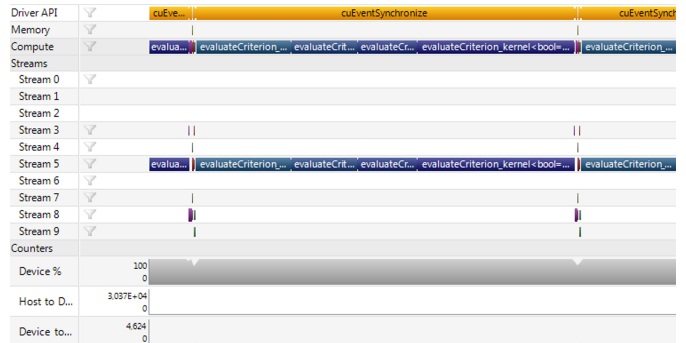 Driver API cuEve... cuEventSynchronize cuEventSynch
Memory
Compute evalua... evaluateCriterion_... evaluateCrit... evaluateCr... evaluateCriterion_kernel<bool=... evaluateCriterion_...
Streams
Stream 0
Stream 1
Stream 2
Stream 3
Stream 4
Stream 5 evalua... evaluateCriterion_... evaluateCrit... evaluateCr... evaluateCriterion_kernel<bool=... evaluateCriterion_...
Stream 6
Stream 7
Stream 8
Stream 9
Counters
Device % 100
0
Host to D... 3,037E+04
0
Device to... 4,624
0